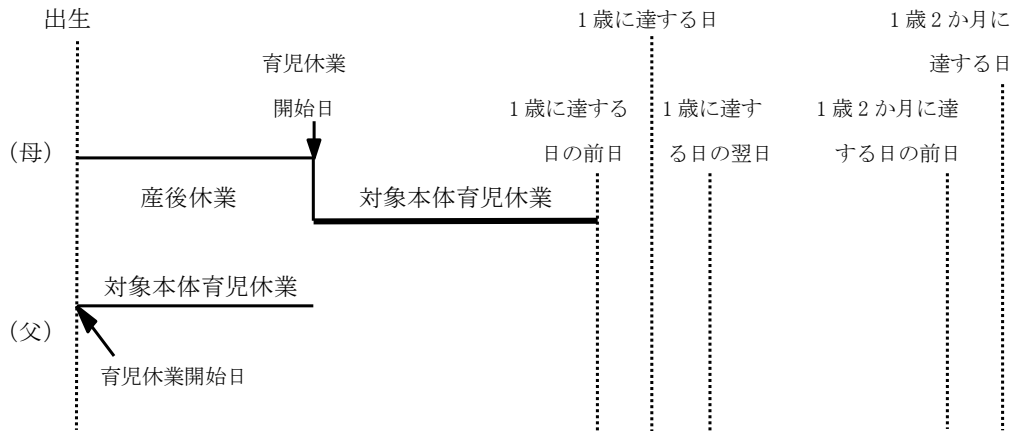 出生
1歳に達する日
1歳2か月に
達する日
育児休業
開始日
1歳に達する
日の前日
1歳に達す
る日の翌日
1歳2か月に達
する日の前日
(母)
産後休業
対象本体育児休業
対象本体育児休業
(父)
育児休業開始日